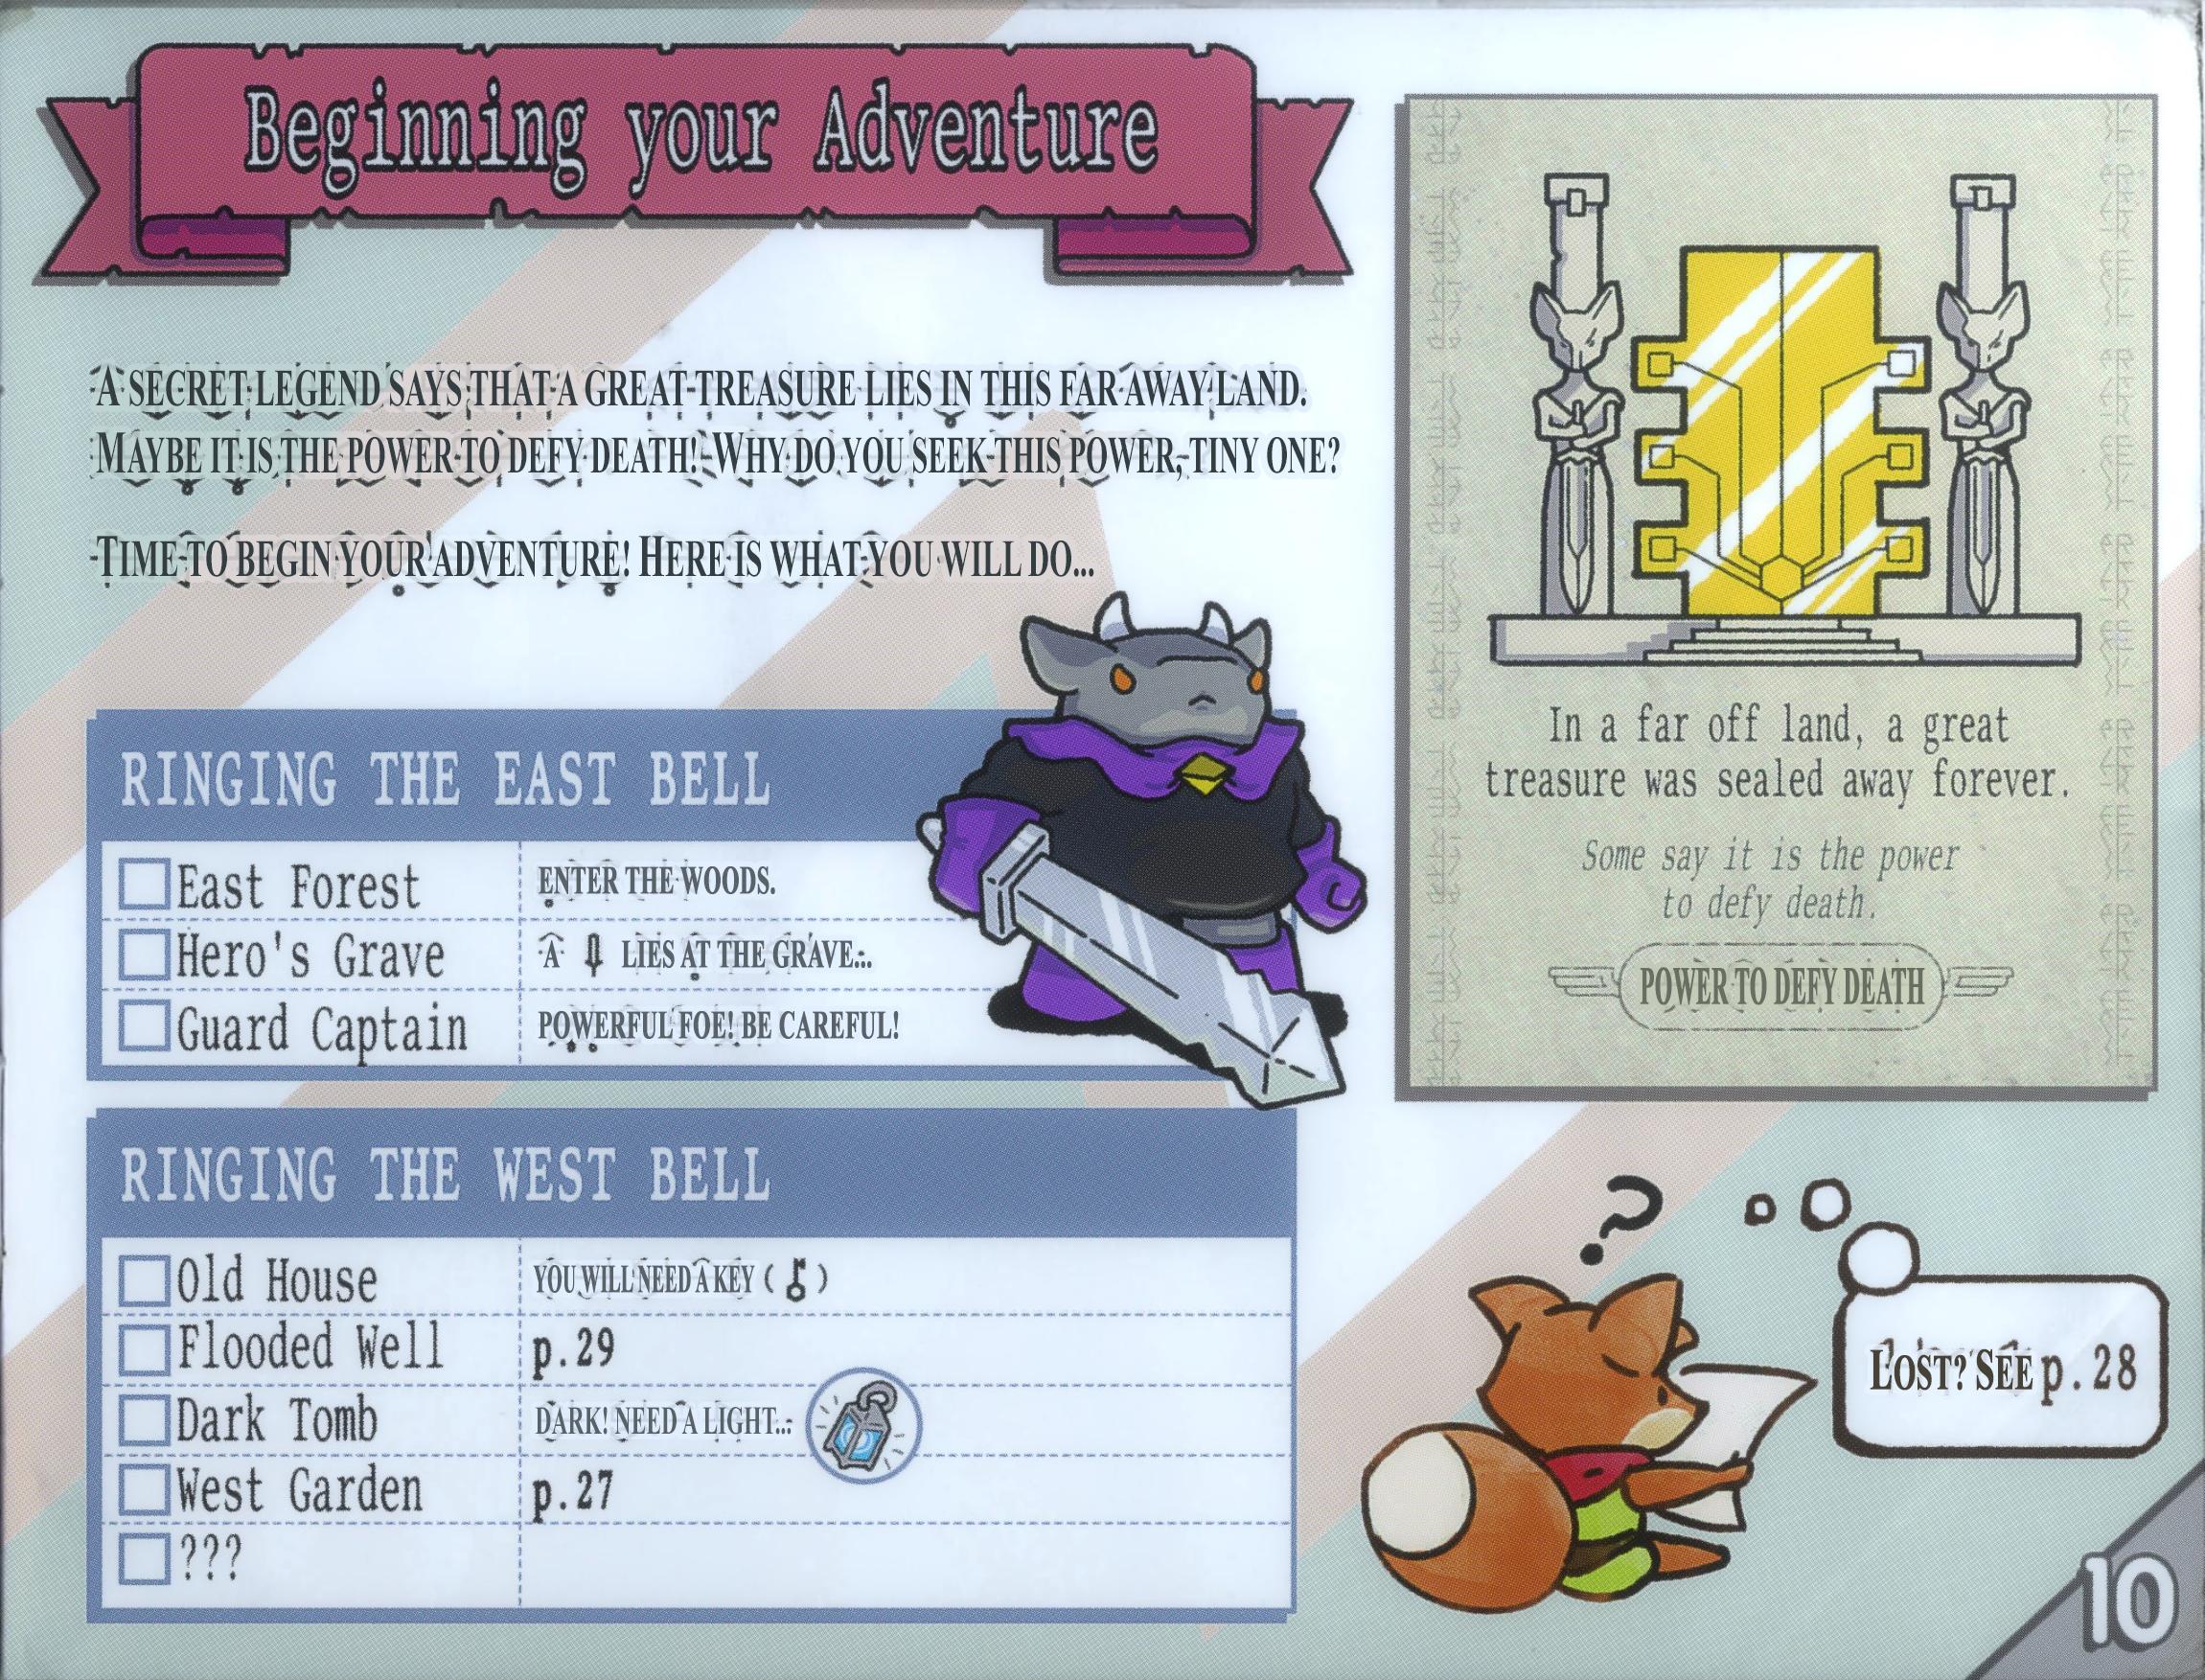 Beginning your Adventure
A SECRET LEGEND SAYS THAT A GREAT TREASURE LIES IN THIS FAR AWAY LAND.
MAYBE IT IS THE POWER TO DEFY DEATH! WHY DO YOU SEEK THIS POWER, TINY ONE?
TIME TO BEGIN YOUR ADVENTURE! HERE IS WHAT YOU WILL DO...
RINGING THE EAST BELL
East Forest ENTER THE WOODS.
Hero's Grave A LIES AT THE GRAVE...
Guard Captain POWERFUL FOE! BE CAREFUL!
RINGING THE WEST BELL
Old House YOU WILL NEED A KEY ( )
Flooded Well p.29
Dark Tomb DARK! NEED A LIGHT...
West Garden p.27
???
In a far off land, a great
treasure was sealed away forever.
Some say it is the power
to defy death.
POWER TO DEFY DEATH
?
LOST? SEE p.28
10